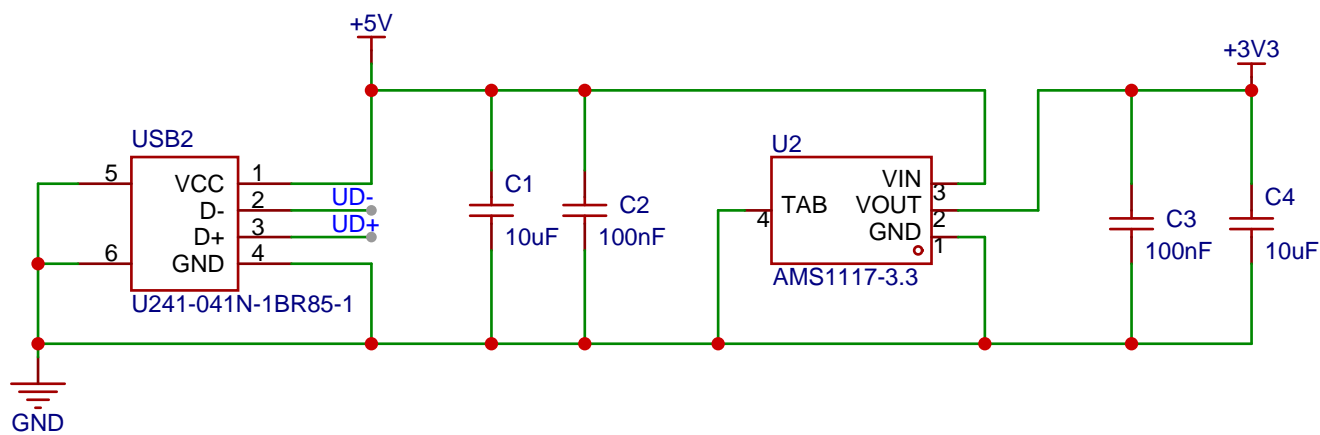 +5V
+3V3
USB2
U2
5
VCC
1
D-
2
UD-
D+
3
UD+
6
GND
4
U241-041N-1BR85-1
C1
10uF
C2
100nF
VIN
3
4
TAB
VOUT
2
GND
1
AMS1117-3.3
C3
100nF
C4
10uF
GND